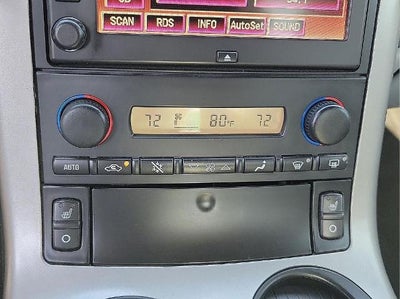 SCAN RDS INFO AutoSet SOUND
72 80°F 72
AUTO